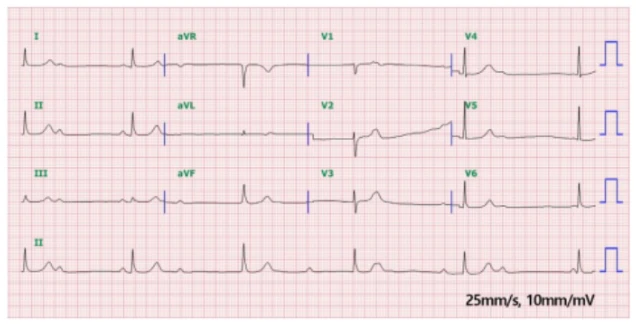 I aVR V1 V4
II aVL V2 V5
III aVF V3 V6
II
25mm/s, 10mm/mV